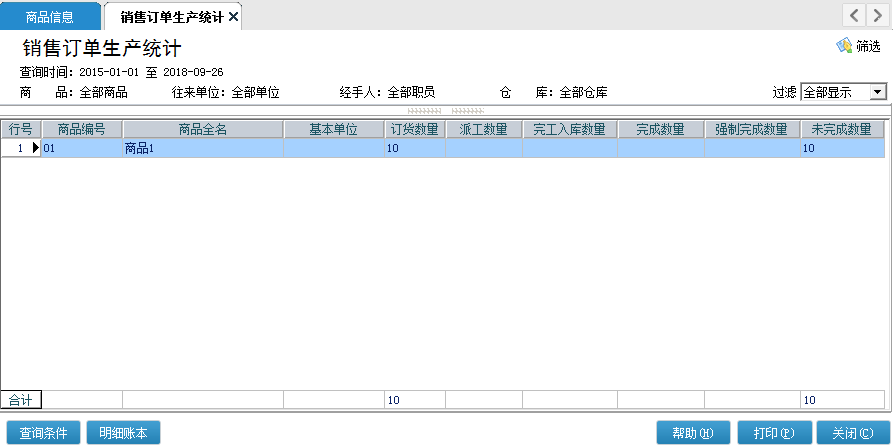 商品信息 销售订单生产统计
销售订单生产统计 筛选
查询时间：2015-01-01 至 2018-09-26
商 品：全部商品 往来单位：全部单位 经手人：全部职员 仓 库：全部仓库 过滤 全部显示
行号 商品编号 商品全名 基本单位 订货数量 派工数量 完工入库数量 完成数量 强制完成数量 未完成数量
1 01 商品1 10 10
合计 10 10
查询条件 明细账本 帮助(H) 打印(P) 关闭(C)